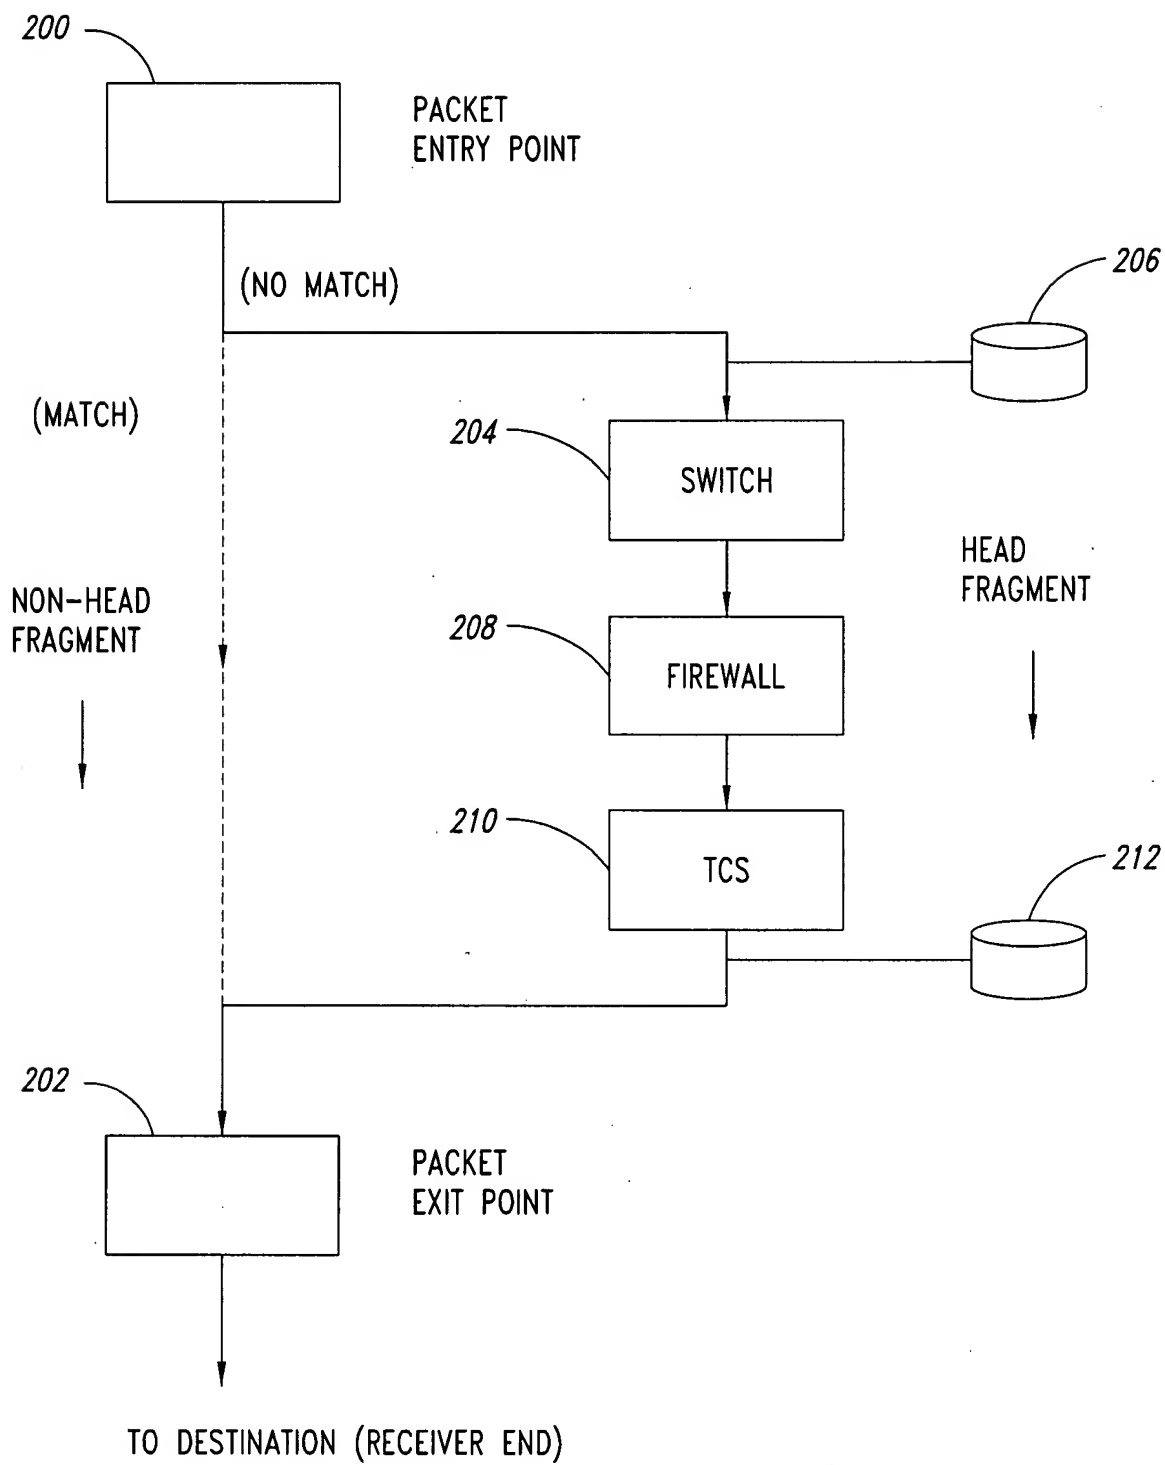 200
PACKET
ENTRY POINT
(NO MATCH)
206
(MATCH)
204
SWITCH
HEAD
FRAGMENT
NON-HEAD
FRAGMENT
208
FIREWALL
210
TCS
212
202
PACKET
EXIT POINT
TO DESTINATION (RECEIVER END)